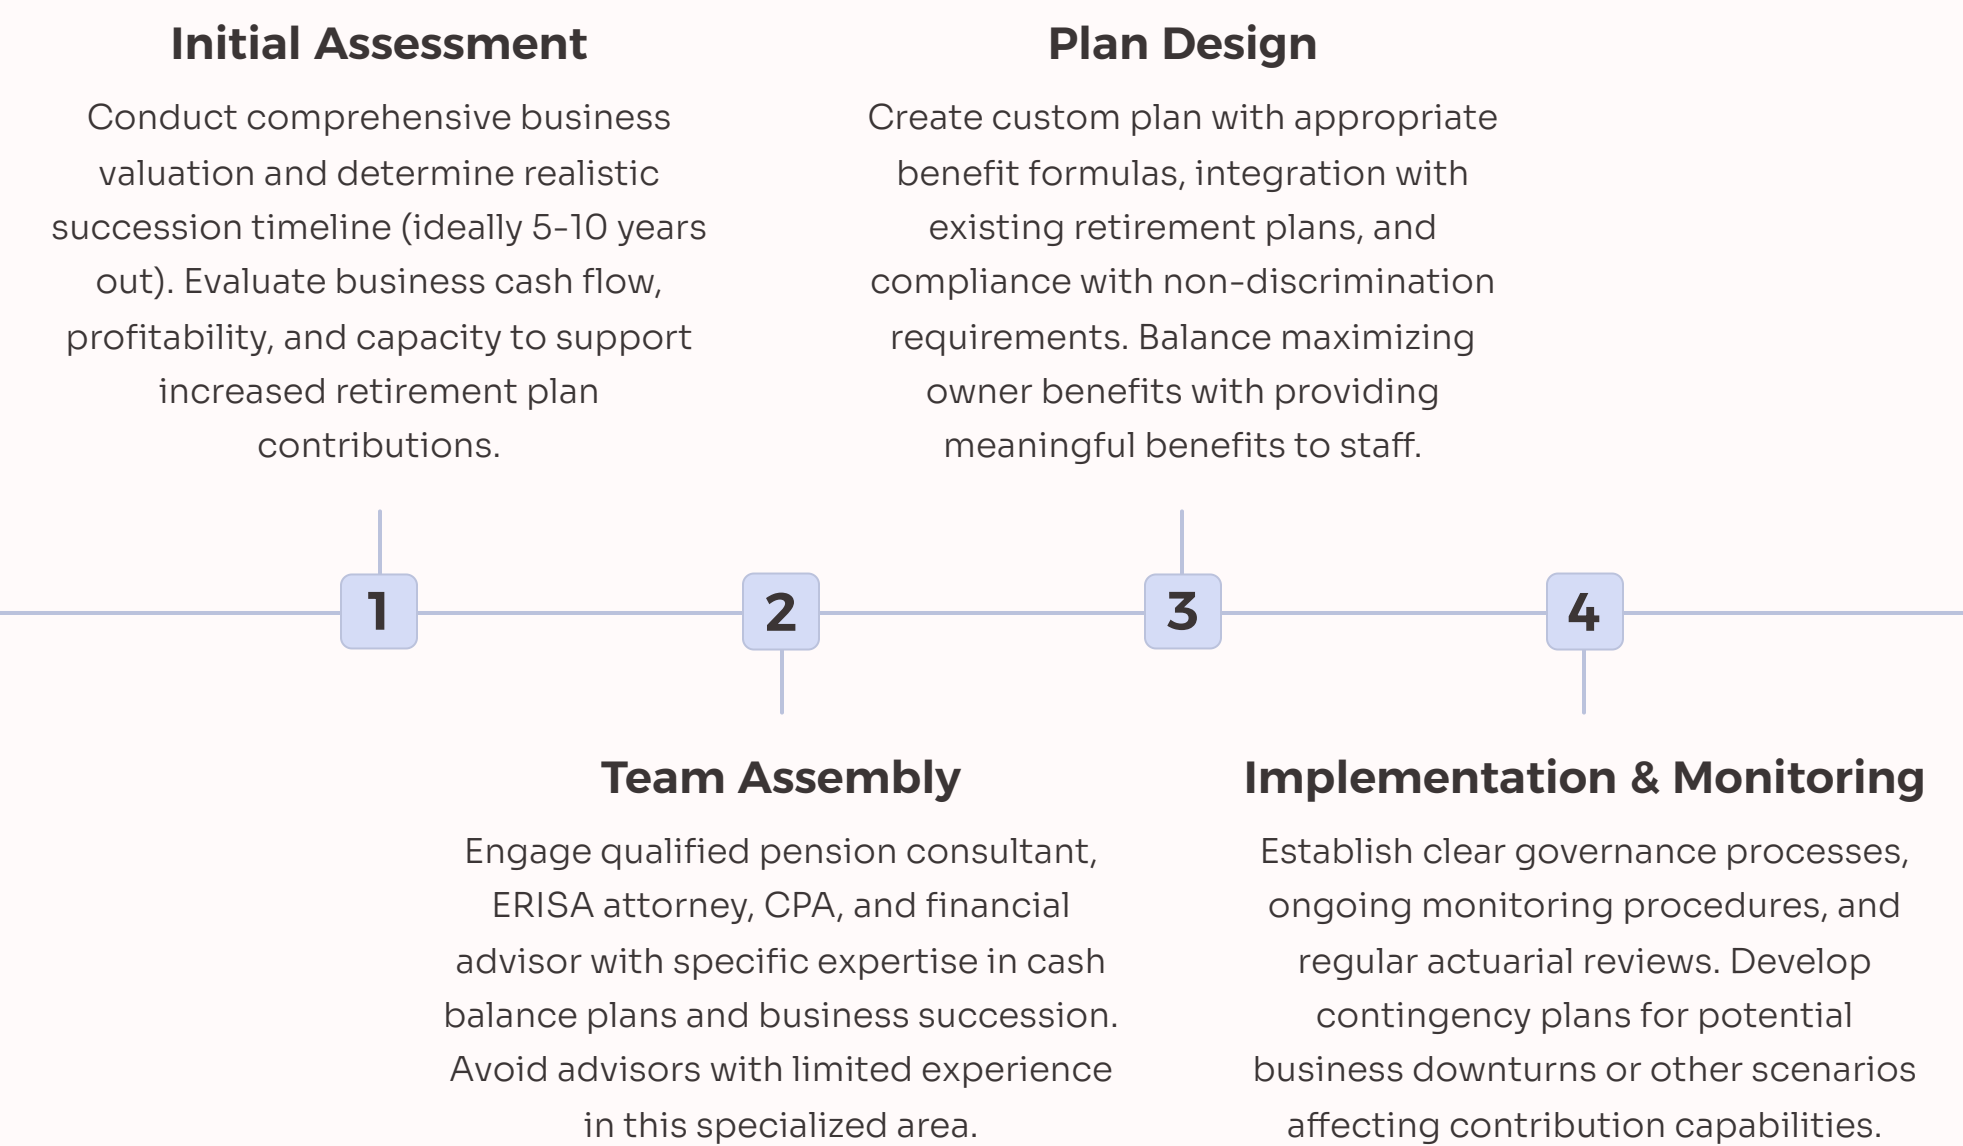 Initial Assessment
Conduct comprehensive business
valuation and determine realistic
succession timeline (ideally 5-10 years
out). Evaluate business cash flow,
profitability, and capacity to support
increased retirement plan
contributions.
1
2
Team Assembly
Engage qualified pension consultant,
ERISA attorney, CPA, and financial
advisor with specific expertise in cash
balance plans and business succession.
Avoid advisors with limited experience
in this specialized area.
Plan Design
Create custom plan with appropriate
benefit formulas, integration with
existing retirement plans, and
compliance with non-discrimination
requirements. Balance maximizing
owner benefits with providing
meaningful benefits to staff.
3
4
Implementation & Monitoring
Establish clear governance processes,
ongoing monitoring procedures, and
regular actuarial reviews. Develop
contingency plans for potential
business downturns or other scenarios
affecting contribution capabilities.